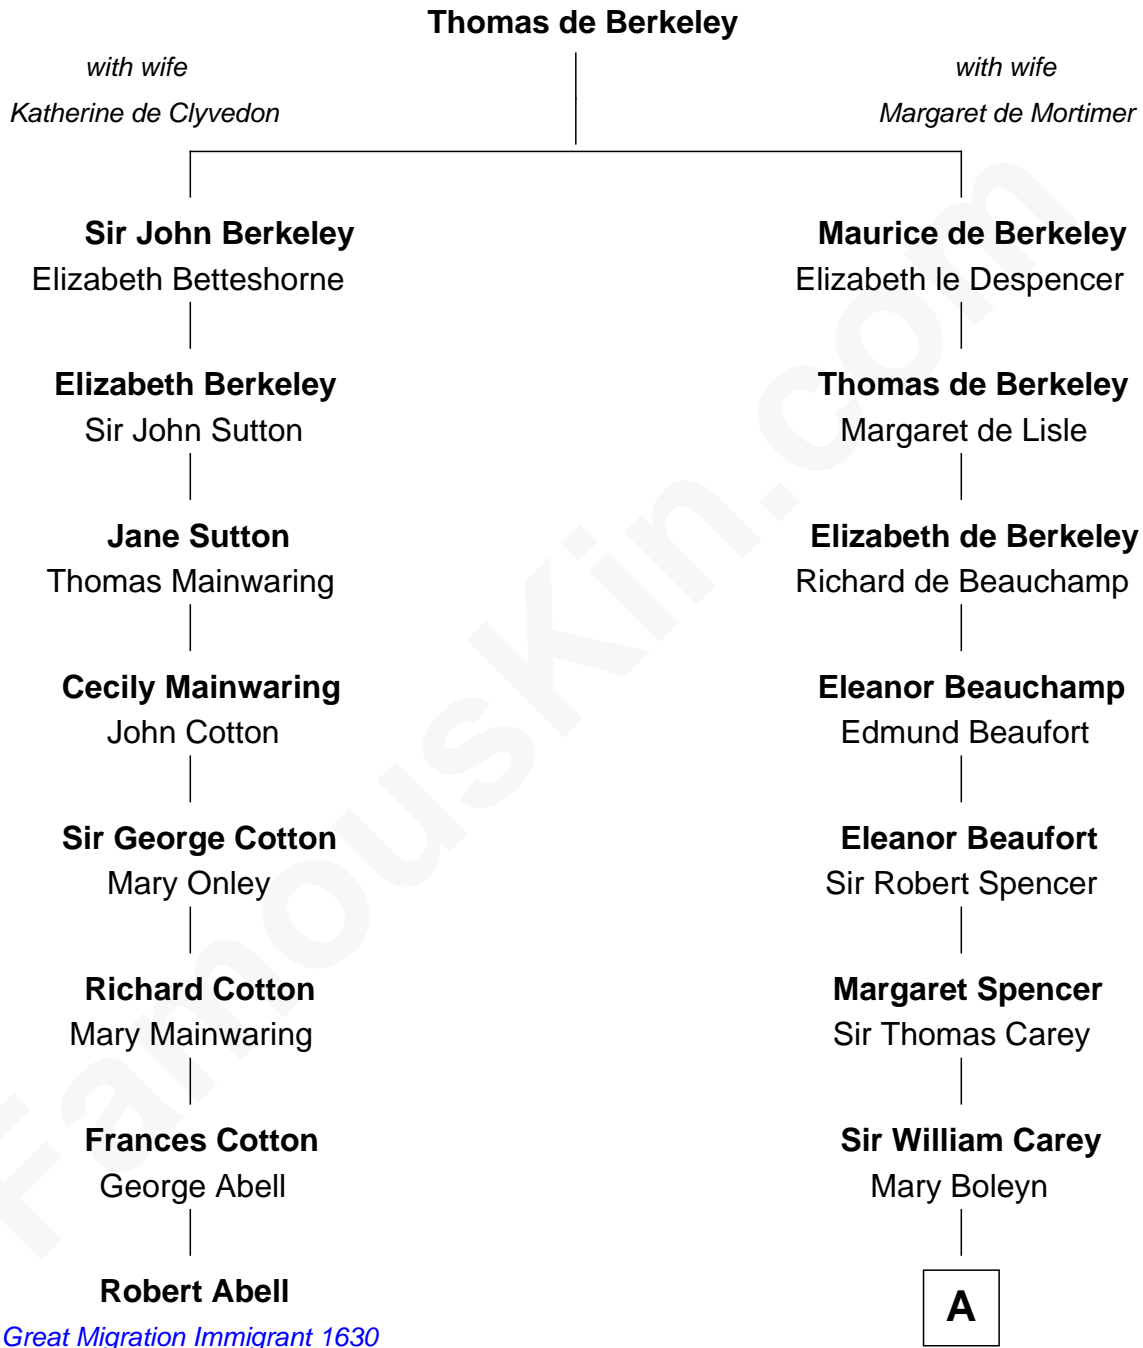 Thomas de Berkeley
with wife
Katherine de Clyvedon
with wife
Margaret de Mortimer
Sir John Berkeley
Elizabeth Betteshorne
Maurice de Berkeley
Elizabeth le Despencer
Elizabeth Berkeley
Sir John Sutton
Thomas de Berkeley
Margaret de Lisle
Jane Sutton
Thomas Mainwaring
Elizabeth de Berkeley
Richard de Beauchamp
Cecily Mainwaring
John Cotton
Eleanor Beauchamp
Edmund Beaufort
Sir George Cotton
Mary Onley
Eleanor Beaufort
Sir Robert Spencer
Richard Cotton
Mary Mainwaring
Margaret Spencer
Sir Thomas Carey
Frances Cotton
George Abell
Sir William Carey
Mary Boleyn
Robert Abell
Great Migration Immigrant 1630
A
FamousKin.com